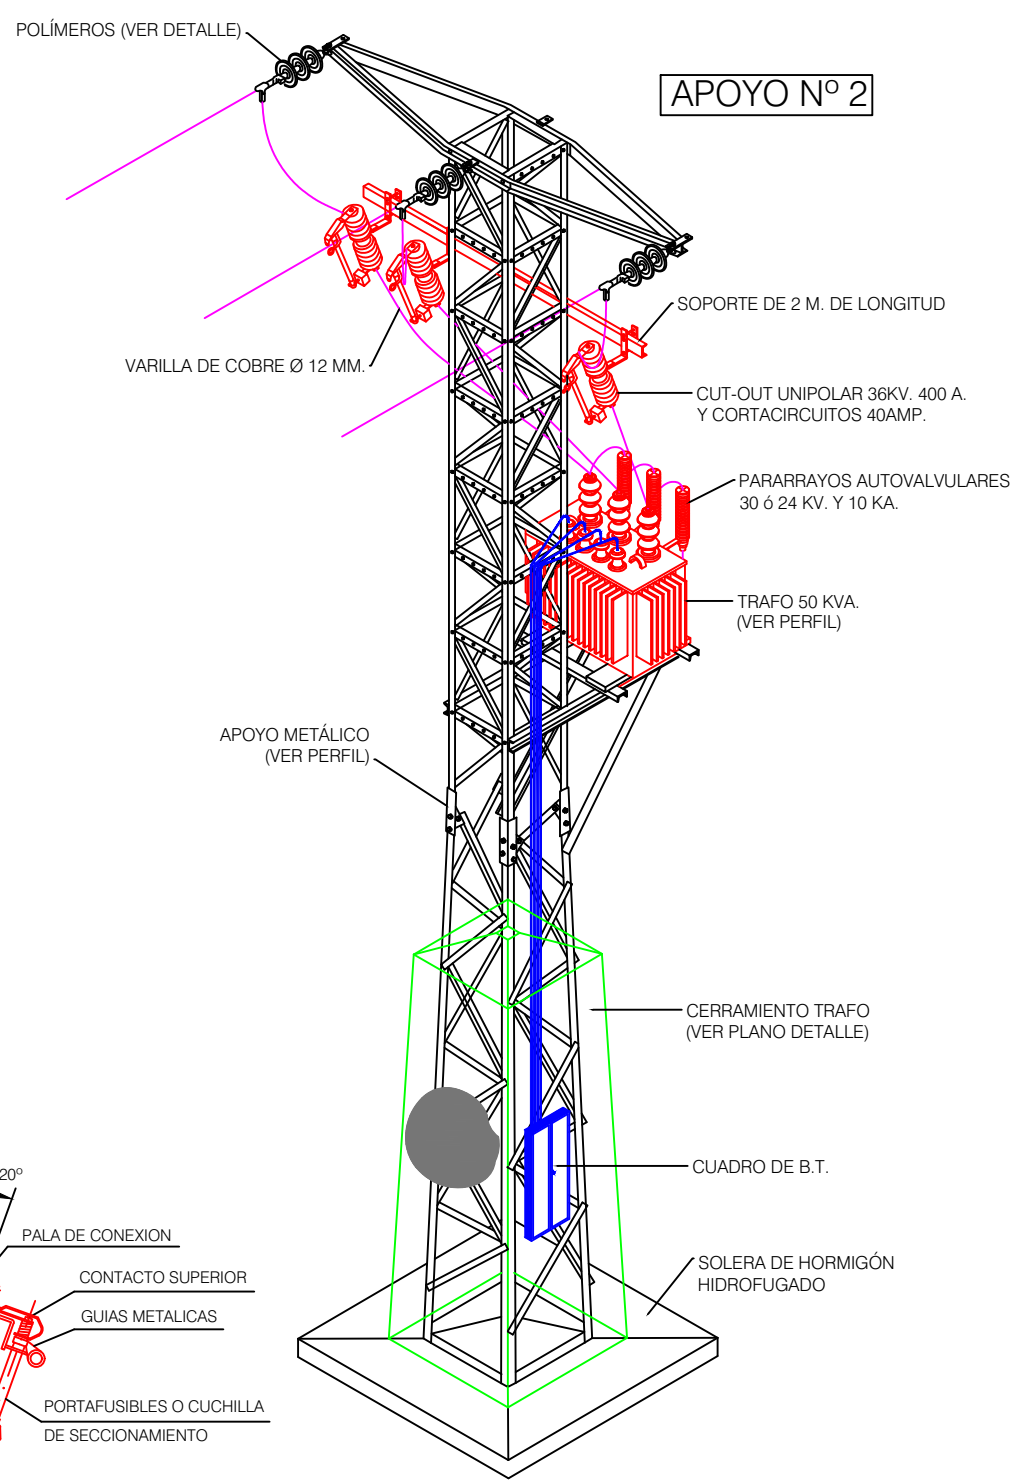 POLÍMEROS (VER DETALLE)
APOYO Nº 2
SOPORTE DE 2 M. DE LONGITUD
VARILLA DE COBRE Ø 12 MM.
CUT-OUT UNIPOLAR 36KV. 400 A.
Y CORTACIRCUITOS 40AMP.
PARARRAYOS AUTOVALVULARES
30 ó 24 KV. Y 10 KA.
TRAFO 50 KVA.
(VER PERFIL)
APOYO METÁLICO
(VER PERFIL)
CERRAMIENTO TRAFO
(VER PLANO DETALLE)
CUADRO DE B.T.
20º
PALA DE CONEXION
SOLERA DE HORMIGÓN
HIDROFUGADO
CONTACTO SUPERIOR
GUIAS METALICAS
PORTAFUSIBLES O CUCHILLA
DE SECCIONAMIENTO